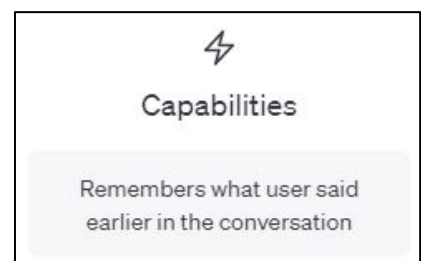 Capabilities
Remembers what user said
earlier in the conversation